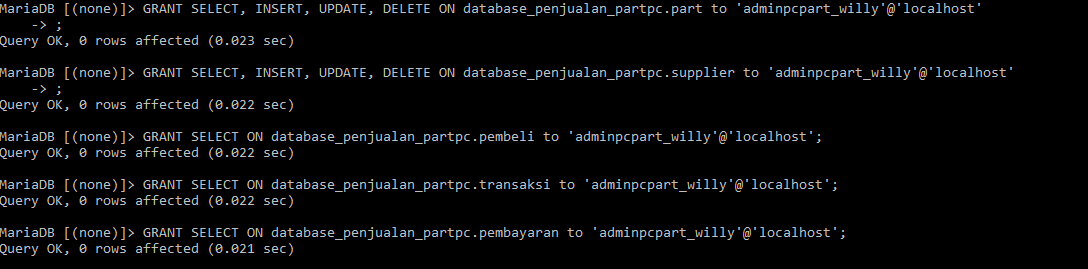 MariaDB [(none)]> GRANT SELECT, INSERT, UPDATE, DELETE ON database_penjualan_partpc.part to 'adminpcpart_willy'@'localhost'
    -> ;
Query OK, 0 rows affected (0.023 sec)
MariaDB [(none)]> GRANT SELECT, INSERT, UPDATE, DELETE ON database_penjualan_partpc.supplier to 'adminpcpart_willy'@'localhost'
    -> ;
Query OK, 0 rows affected (0.022 sec)
MariaDB [(none)]> GRANT SELECT ON database_penjualan_partpc.pembeli to 'adminpcpart_willy'@'localhost';
Query OK, 0 rows affected (0.022 sec)
MariaDB [(none)]> GRANT SELECT ON database_penjualan_partpc.transaksi to 'adminpcpart_willy'@'localhost';
Query OK, 0 rows affected (0.022 sec)
MariaDB [(none)]> GRANT SELECT ON database_penjualan_partpc.pembayaran to 'adminpcpart_willy'@'localhost';
Query OK, 0 rows affected (0.021 sec)